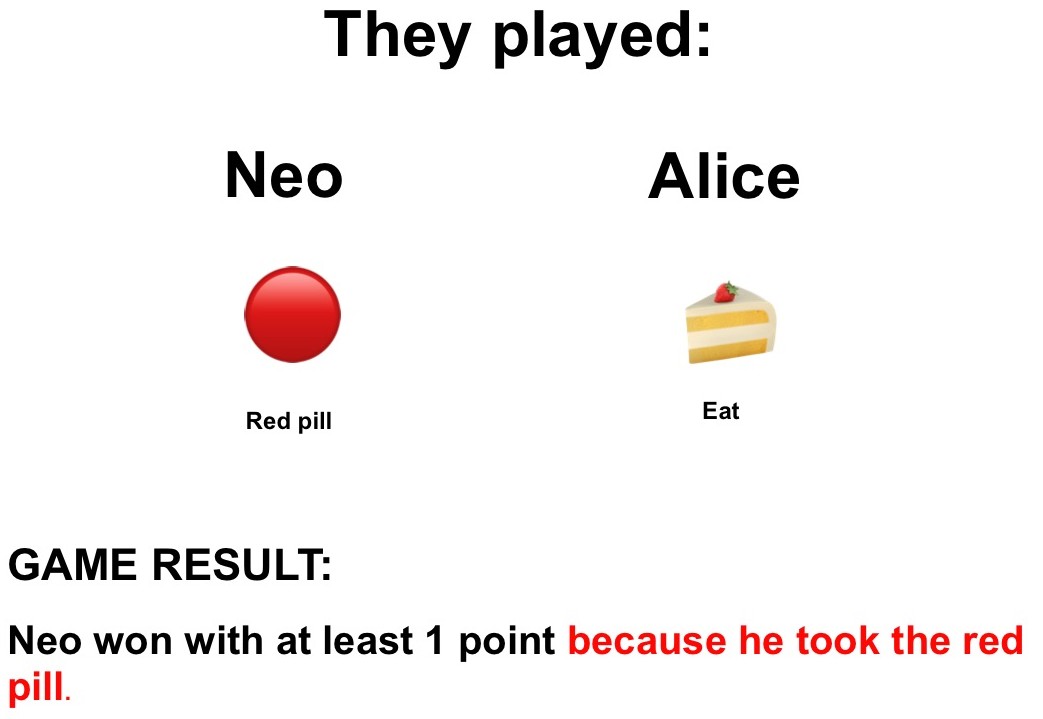 They played:
Neo
Alice
Red pill
Eat
GAME RESULT:
Neo won with at least 1 point because he took the red
pill.